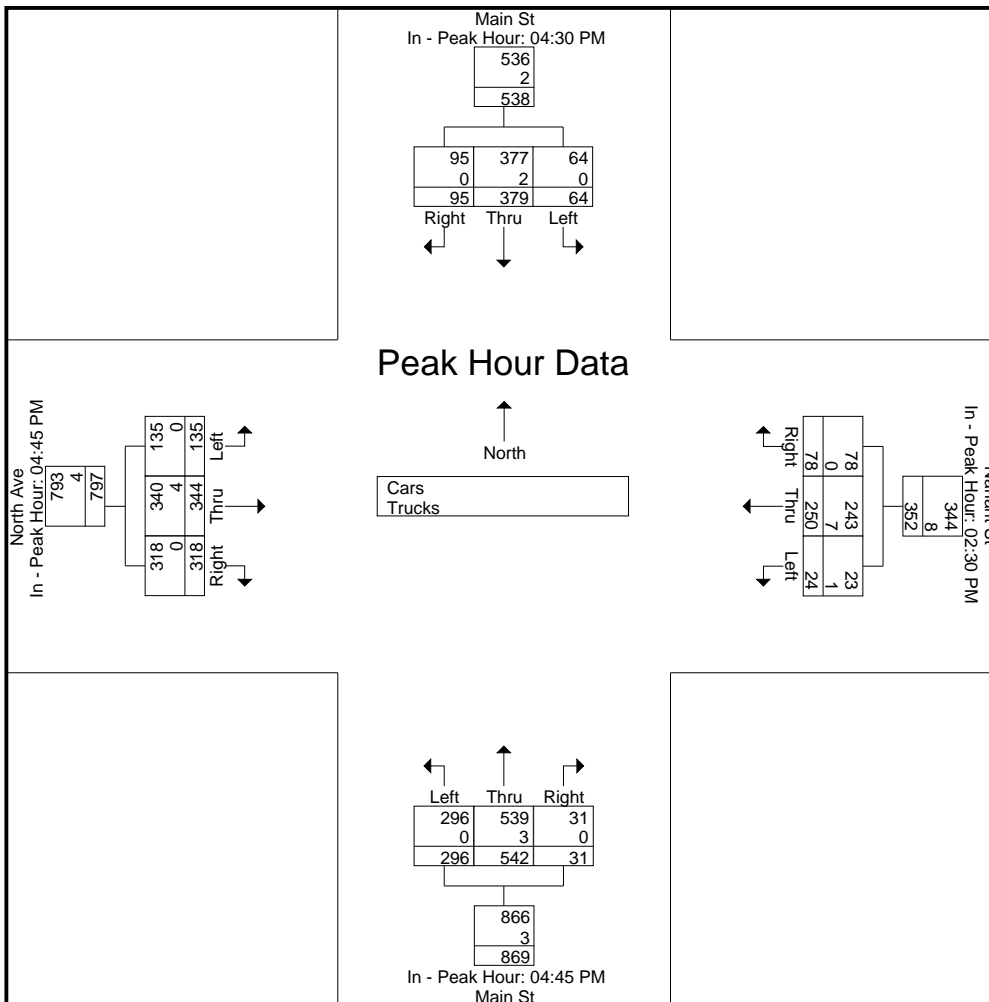 Main St
In - Peak Hour: 04:30 PM
536
2
538
95 377 64
0 2 0
95 379 64
Right Thru Left
Peak Hour Data
North
Cars
Trucks
North Ave
In - Peak Hour: 04:45 PM
793
4
797
135 340 318
0 4 0
135 344 318
Left Thru Right
Right Thru Left
78 250 24
0 7 1
78 243 23
352
8
344
In - Peak Hour: 02:30 PM
Left Thru Right
296 539 31
0 3 0
296 542 31
866
3
869
In - Peak Hour: 04:45 PM
Main St